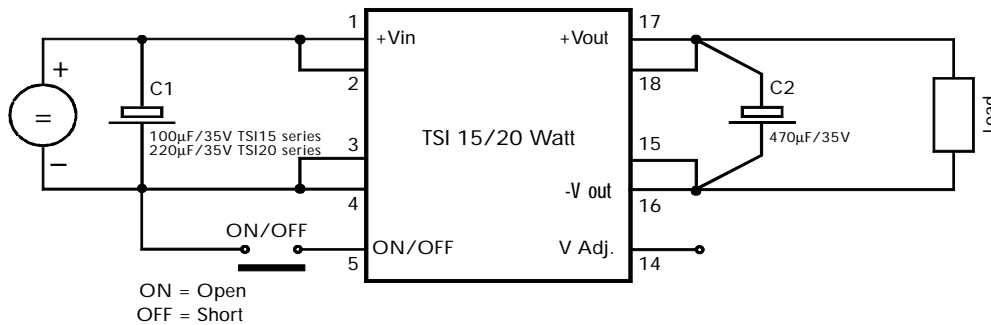 1
+Vin
2
+
=
−
C1
100µF/35V TSI15 series
220µF/35V TSI20 series
3
4
ON/OFF
5
ON/OFF
ON = Open
OFF = Short
TSI 15/20 Watt
17
+Vout
18
C2
470µF/35V
15
-V out
16
V Adj.
14
Load